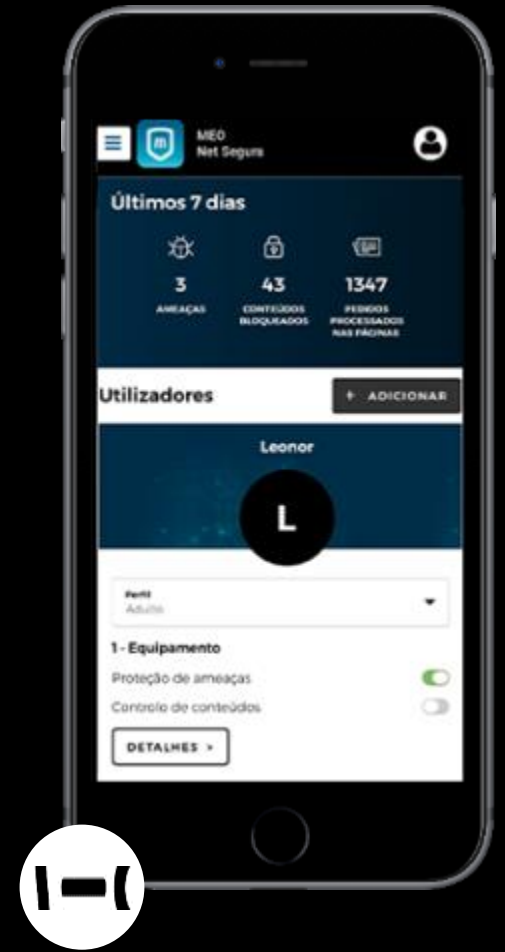 m
MEO
Net Segura
Últimos 7 dias
3
43
1347
AMEAÇAS
CONTEÚDOS
BLOQUEADOS
PEDIDOS
PROCESSADOS
NAS PÁGINAS
Utilizadores
+ ADICIONAR
Leonor
L
Perfil
Adulto
1 - Equipamento
Proteção de ameaças
Controlo de conteúdos
DETALHES >